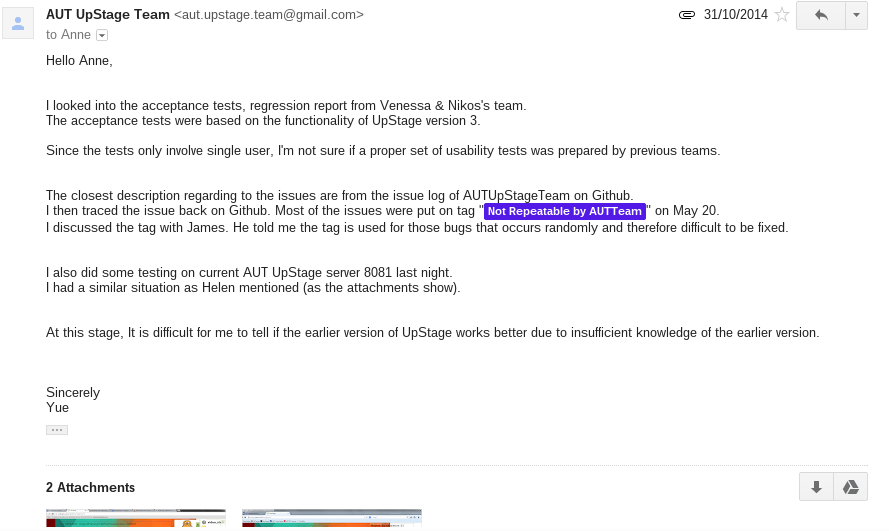 AUT UpStage Team <aut.upstage.team@gmail.com> 31/10/2014
to Anne
Hello Anne,
I looked into the acceptance tests, regression report from Venessa & Nikos's team.
The acceptance tests were based on the functionality of UpStage version 3.
Since the tests only involve single user, I'm not sure if a proper set of usability tests was prepared by previous teams.
The closest description regarding to the issues are from the issue log of AUTUpStageTeam on Github.
I then traced the issue back on Github. Most of the issues were put on tag "Not Repeatable by AUTTeam" on May 20.
I discussed the tag with James. He told me the tag is used for those bugs that occurs randomly and therefore difficult to be fixed.
I also did some testing on current AUT UpStage server 8081 last night.
I had a similar situation as Helen mentioned (as the attachments show).
At this stage, It is difficult for me to tell if the earlier version of UpStage works better due to insufficient knowledge of the earlier version.
Sincerely
Yue
2 Attachments